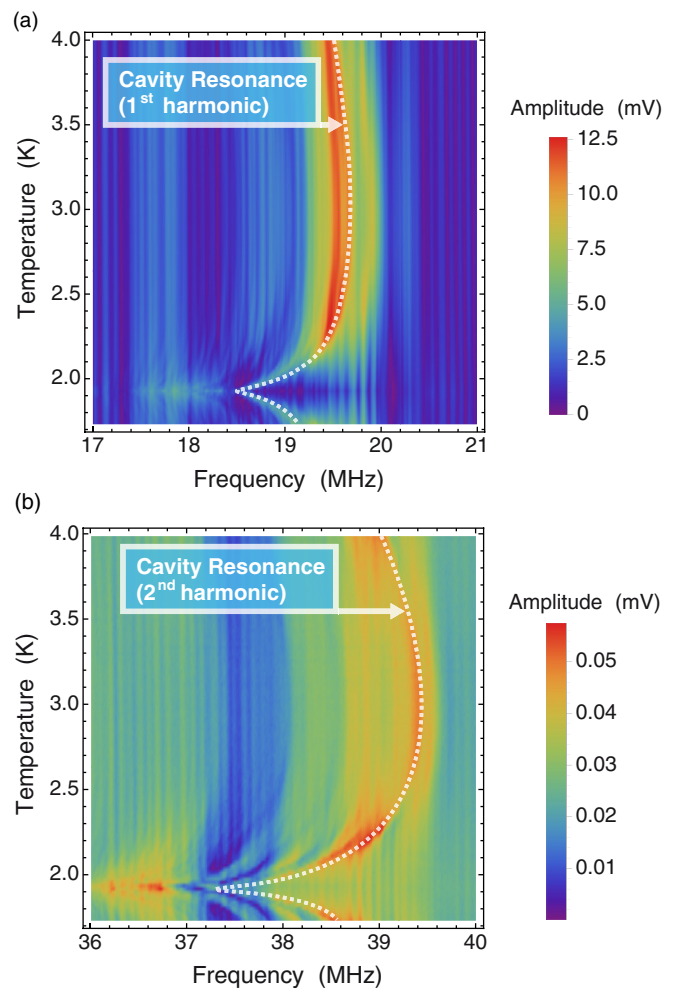 (a)
4.0
Cavity Resonance
(1st harmonic)
3.5
3.0
2.5
2.0
Temperature (K)
17 18 19 20 21
Frequency (MHz)
Amplitude (mV)
12.5
10.0
7.5
5.0
2.5
0
(b)
4.0
Cavity Resonance
(2nd harmonic)
3.5
3.0
2.5
2.0
Temperature (K)
36 37 38 39 40
Frequency (MHz)
Amplitude (mV)
0.05
0.04
0.03
0.02
0.01